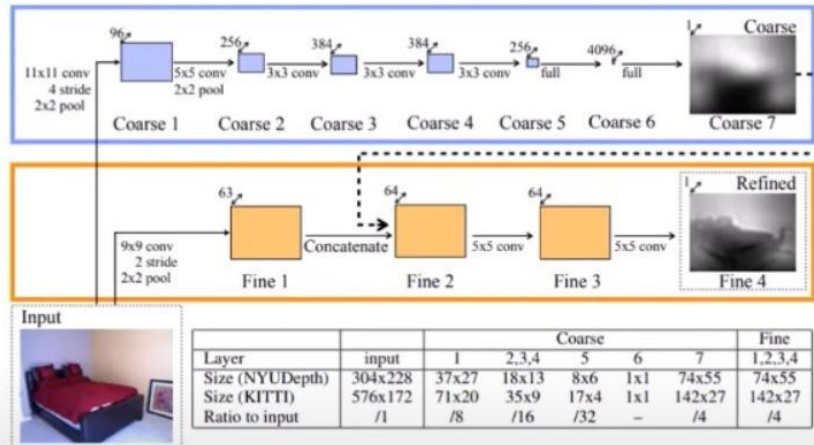 96
11x11 conv
4 stride
2x2 pool
5x5 conv
2x2 pool
256
3x3 conv
384
3x3 conv
384
3x3 conv
256
full
4096
full
1
Coarse
Coarse 1
Coarse 2
Coarse 3
Coarse 4
Coarse 5
Coarse 6
Coarse 7
63
9x9 conv
2 stride
2x2 pool
Concatenate
64
5x5 conv
64
5x5 conv
1
Refined
Fine 1
Fine 2
Fine 3
Fine 4
Input
Coarse Fine
Layer input 1 2,3,4 5 6 7 1,2,3,4
Size (NYUDepth) 304x228 37x27 18x13 8x6 1x1 74x55 74x55
Size (KITTI) 576x172 71x20 35x9 17x4 1x1 142x27 142x27
Ratio to input /1 /8 /16 /32 – /4 /4